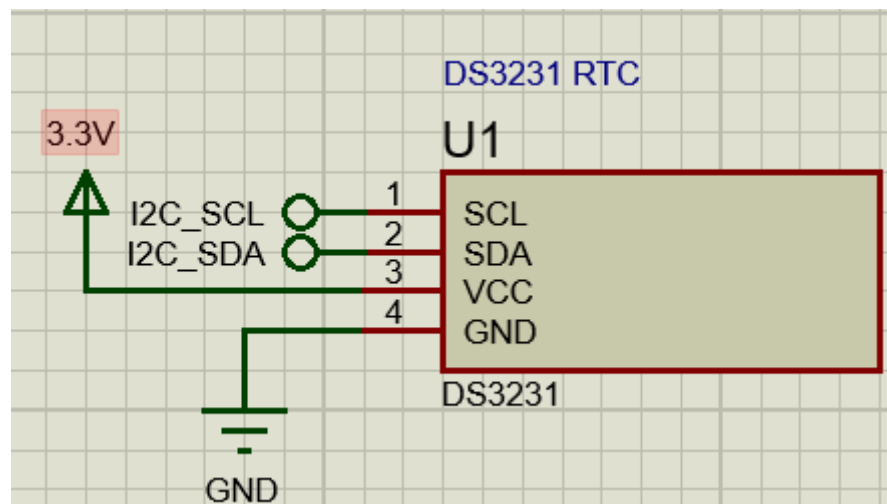 DS3231 RTC
3.3V
U1
I2C_SCL 1 SCL
I2C_SDA 2 SDA
3 VCC
4 GND
DS3231
GND